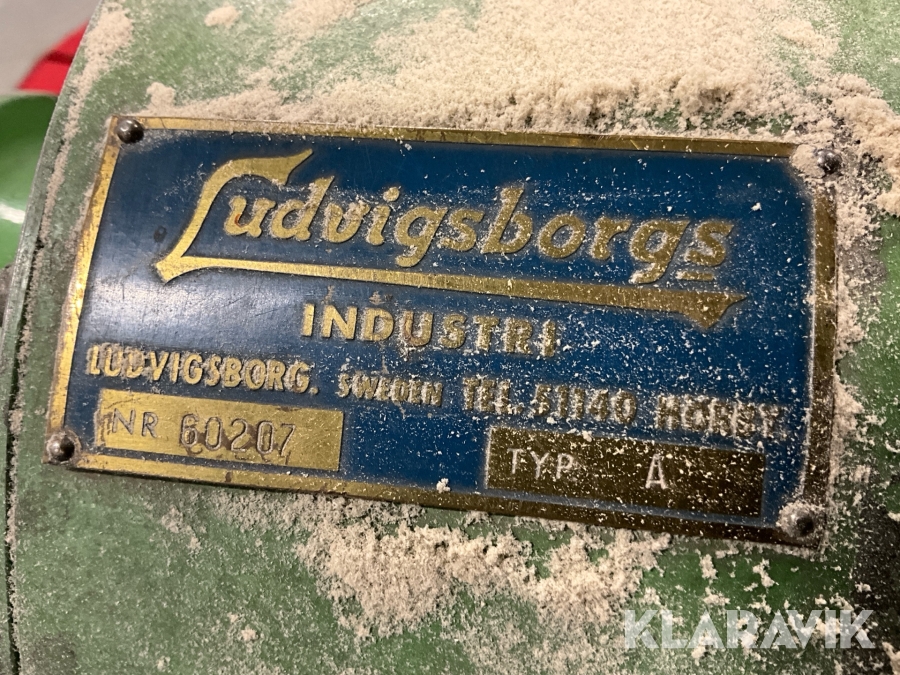 Ludvigsborgs
INDUSTRI
LUDVIGSBORG. SWEDEN TEL. 51140 HÖRBY.
NR 60207
TYP A
KLARAVIK